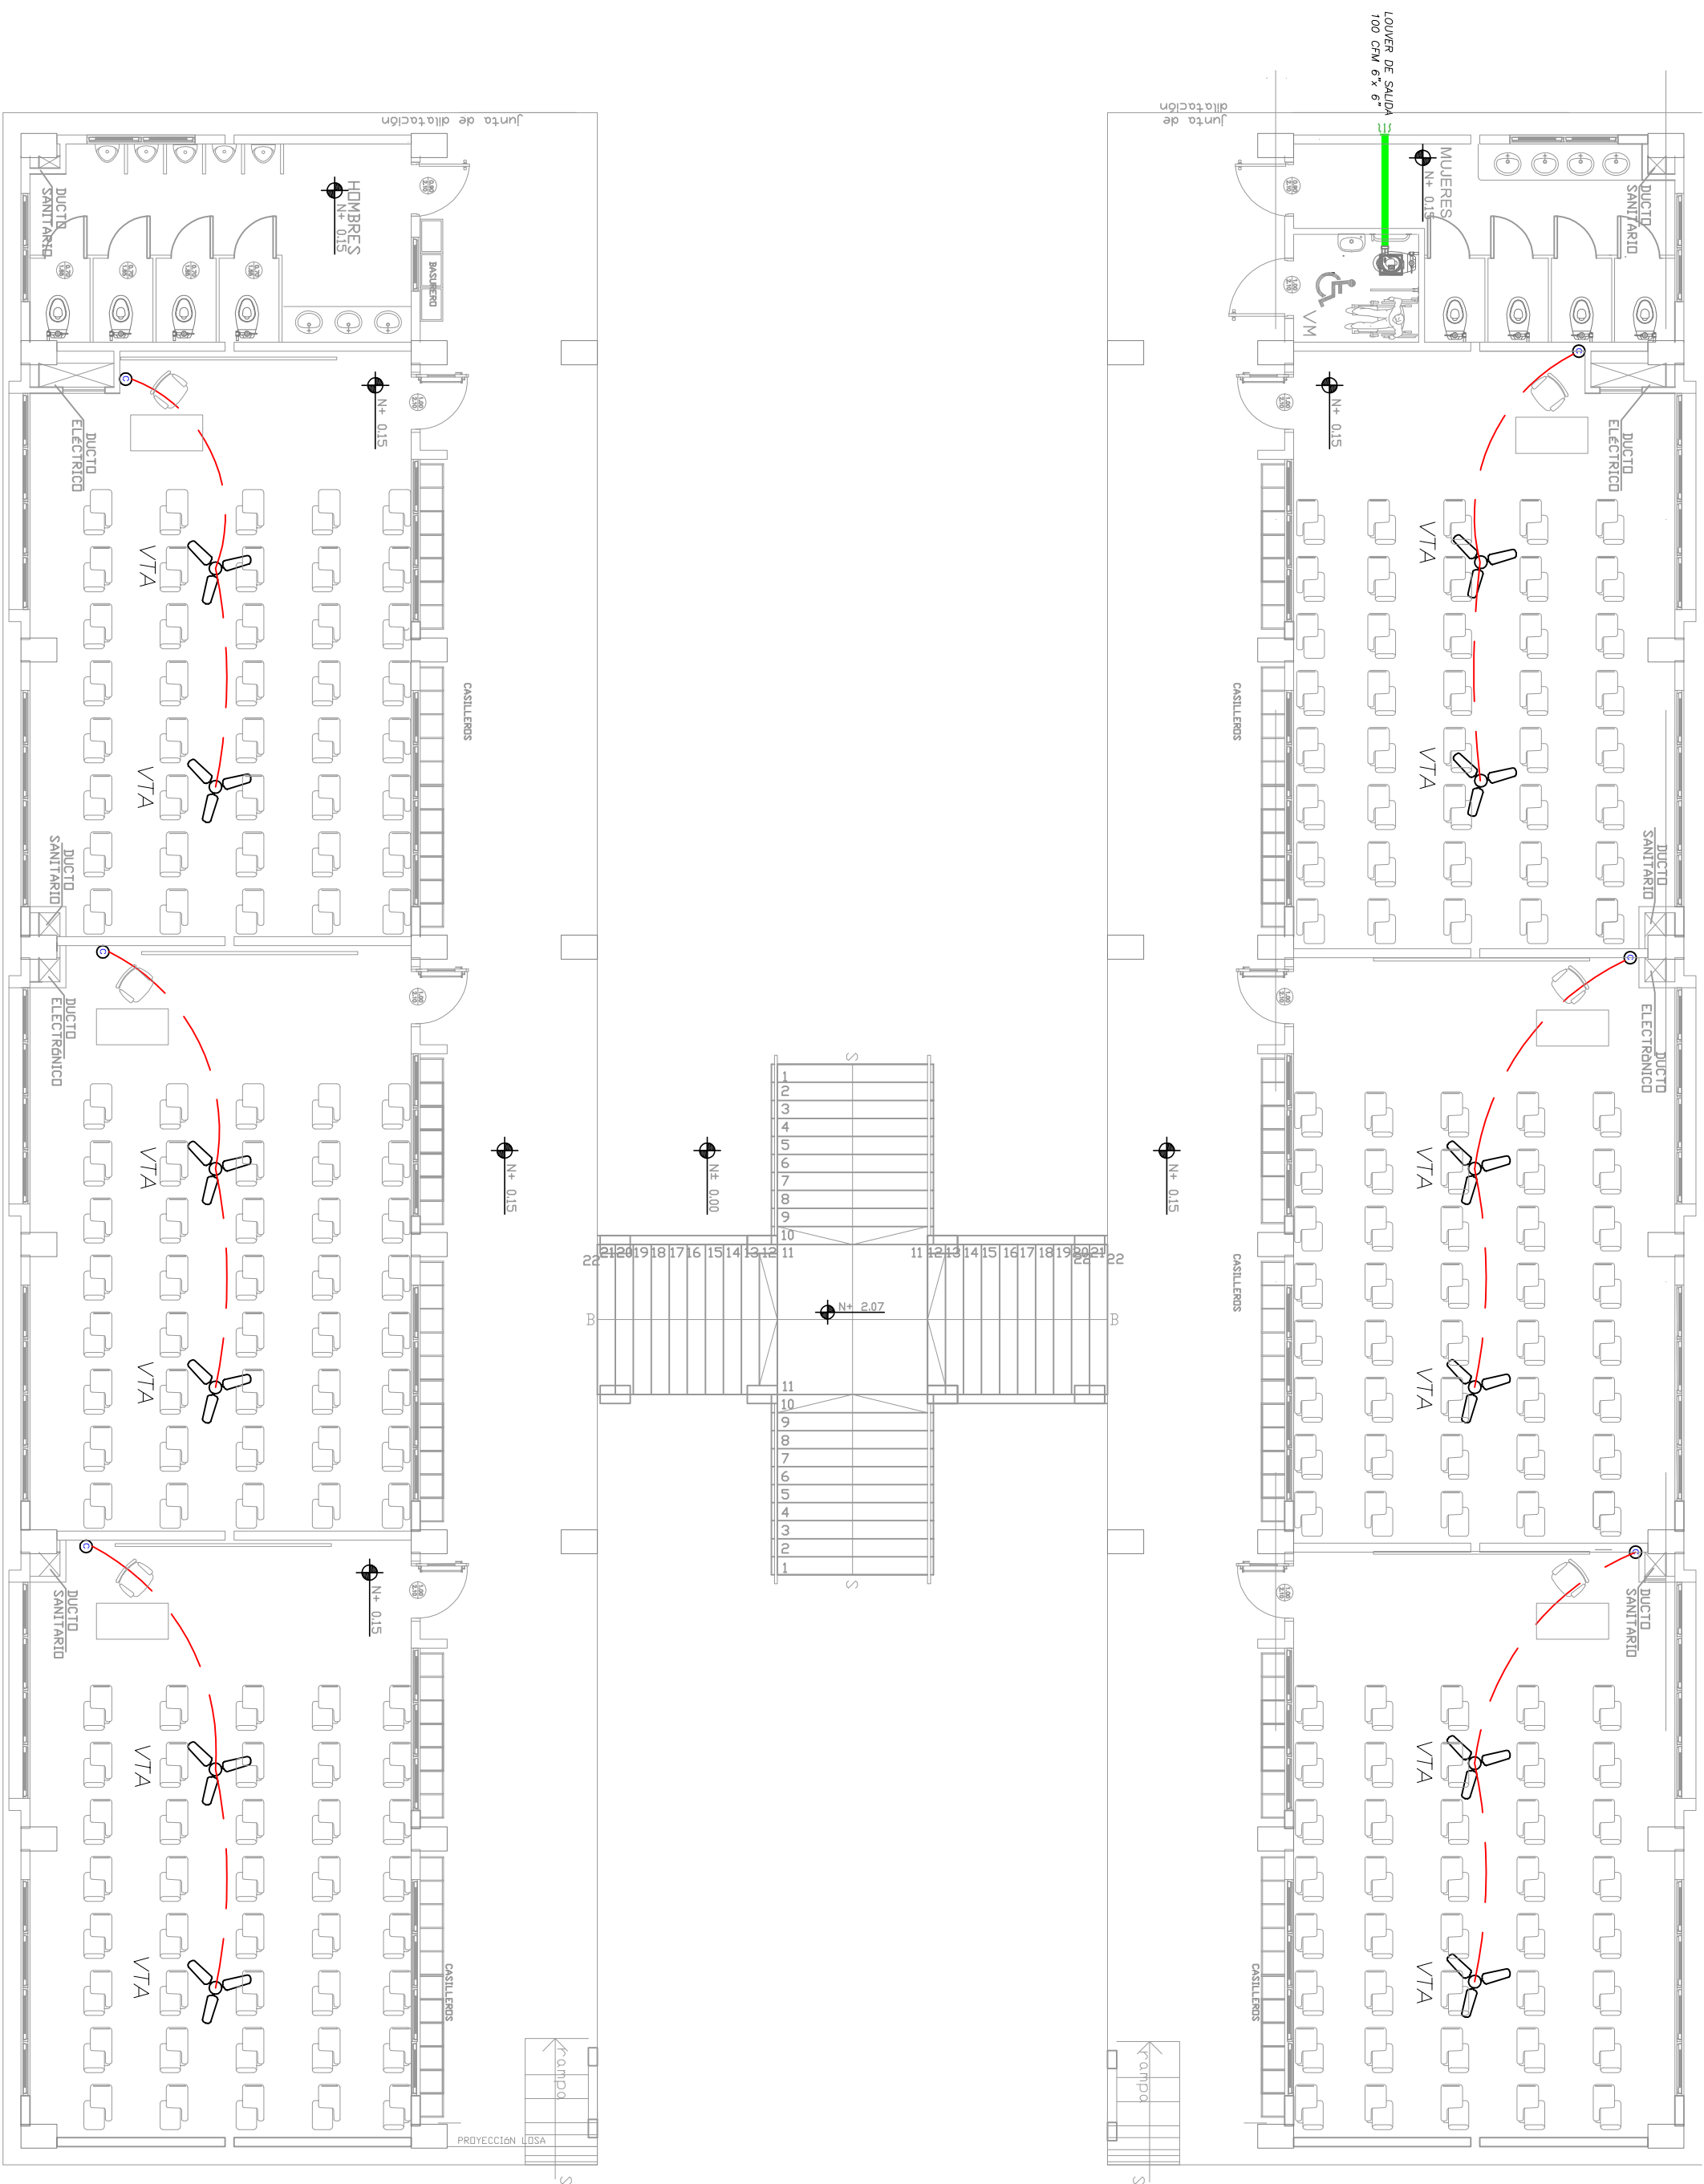 LOUVER DE SALIDA
100 CFM 6"x 6"
junta de dilatación
junta de
dilatación
DUCTO
SANITARIO
HOMBRES
N+ 0.15
BASURERO
MUJERES
N+ 0.15
DUCTO
SANITARIO
VM
DUCTO
ELÉCTRICO
N+ 0.15
N+ 0.15
DUCTO
ELÉCTRICO
C
C
VTA
VTA
VTA
VTA
CASILLEROS
CASILLEROS
DUCTO
SANITARIO
DUCTO
SANITARIO
C
C
DUCTO
ELECTRóNICO
DUCTO
ELECTRóNICO
S
1
2
3
4
5
6
7
8
9
10
11
VTA
N+ 0.15
N± 0.00
N+ 0.15
VTA
22 21 20 19 18 17 16 15 14 13 12 11
11 12 13 14 15 16 17 18 19 20 21 22
22
CASILLEROS
B
N+ 2.07
B
VTA
VTA
11
10
9
8
7
6
5
4
3
2
1
S
C
C
DUCTO
SANITARIO
N+ 0.15
DUCTO
SANITARIO
VTA
VTA
VTA
VTA
CASILLEROS
CASILLEROS
rampa
rampa
PROYECCIóN LOSA
S
S